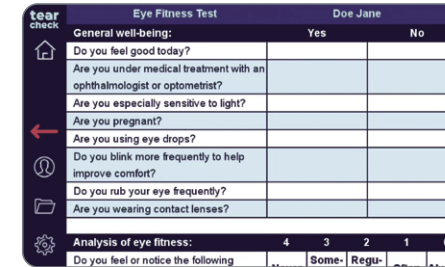 tear
check
Eye Fitness Test Doe Jane
General well-being: Yes No
Do you feel good today?
Are you under medical treatment with an
ophthalmologist or optometrist?
Are you especially sensitive to light?
Are you pregnant?
Are you using eye drops?
Do you blink more frequently to help
improve comfort?
Do you rub your eye frequently?
Are you wearing contact lenses?
Analysis of eye fitness: 4 3 2 1
Do you feel or notice the following Some- Regu-